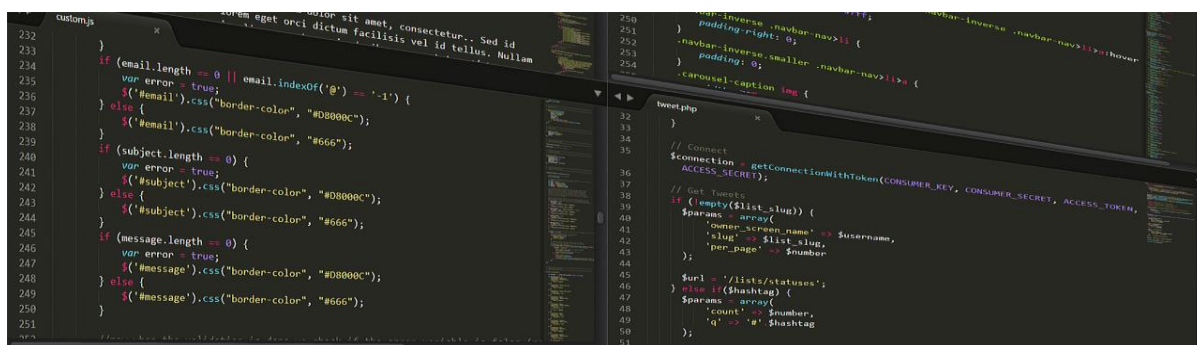 lorem eget orci dictum facilisis vel id tellus. Nullam
dolor sit amet, consectetur.. Sed id
custom.js
232
233 }
234 if (email.length == 0 || email.indexOf('@') == '-1') {
235 var error = true;
236 $('#email').css("border-color", "#D8000C");
237 } else {
238 $('#email').css("border-color", "#666");
239 }
240 if (subject.length == 0) {
241 var error = true;
242 $('#subject').css("border-color", "#D8000C");
243 } else {
244 $('#subject').css("border-color", "#666");
245 }
246 if (message.length == 0) {
247 var error = true;
248 $('#message').css("border-color", "#D8000C");
249 } else {
250 $('#message').css("border-color", "#666");
251 }
250
251 padding-right: 0;
252 }
253 .navbar-inverse.smaller .navbar-nav>li>a {
254 padding: 0;
}
.carousel-caption img {
tweet.php
32
33 }
34
35 // Connect
$connection = getConnectionWithToken(CONSUMER_KEY, CONSUMER_SECRET, ACCESS_TOKEN,
36 ACCESS_SECRET);
37
38 // Get Tweets
39 if (!empty($list_slug)) {
40 $params = array(
41 'owner_screen_name' => $username,
42 'slug' => $list_slug,
43 'per_page' => $number
44 );
45
46 $url = '/lists/statuses';
47 } else if($hashtag) {
48 $params = array(
49 'count' => $number,
50 'q' => '#'.$hashtag
51 );